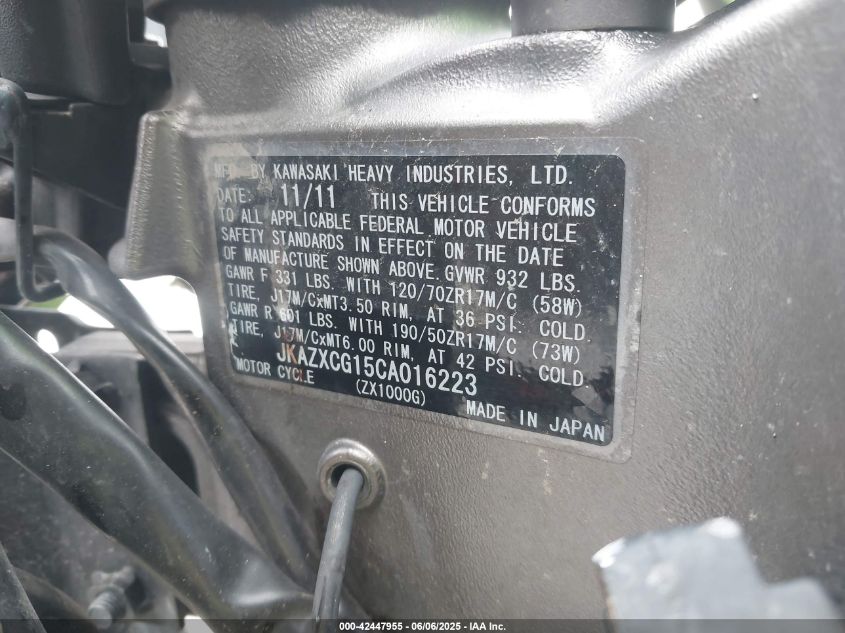 MFG. BY KAWASAKI HEAVY INDUSTRIES, LTD.
DATE: 11/11 THIS VEHICLE CONFORMS
TO ALL APPLICABLE FEDERAL MOTOR VEHICLE
SAFETY STANDARDS IN EFFECT ON THE DATE
OF MANUFACTURE SHOWN ABOVE. GVWR 932 LBS.
GAWR F 331 LBS. WITH 120/70ZR17M/C (58W)
TIRE, J17M/CxMT3.50 RIM, AT 36 PSI. COLD.
GAWR R 601 LBS. WITH 190/50ZR17M/C (73W)
TIRE, J17M/CxMT6.00 RIM, AT 42 PSI. COLD.
JKAZXCG15CA016223
MOTOR CYCLE (ZX1000G) MADE IN JAPAN
000-42447955 - 06/06/2025 - IAA Inc.